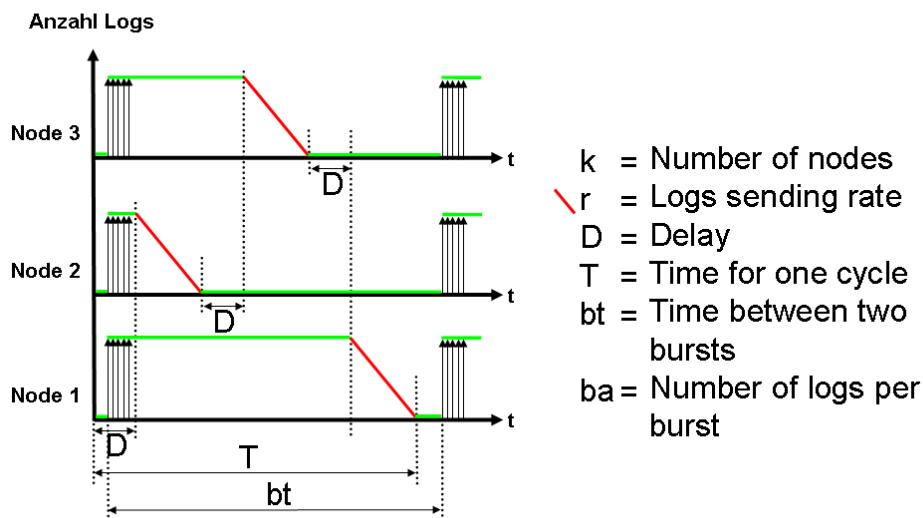 Anzahl Logs
Node 3
t
D
Node 2
t
D
Node 1
t
D
T
bt
k = Number of nodes
r = Logs sending rate
D = Delay
T = Time for one cycle
bt = Time between two
bursts
ba = Number of logs per
burst